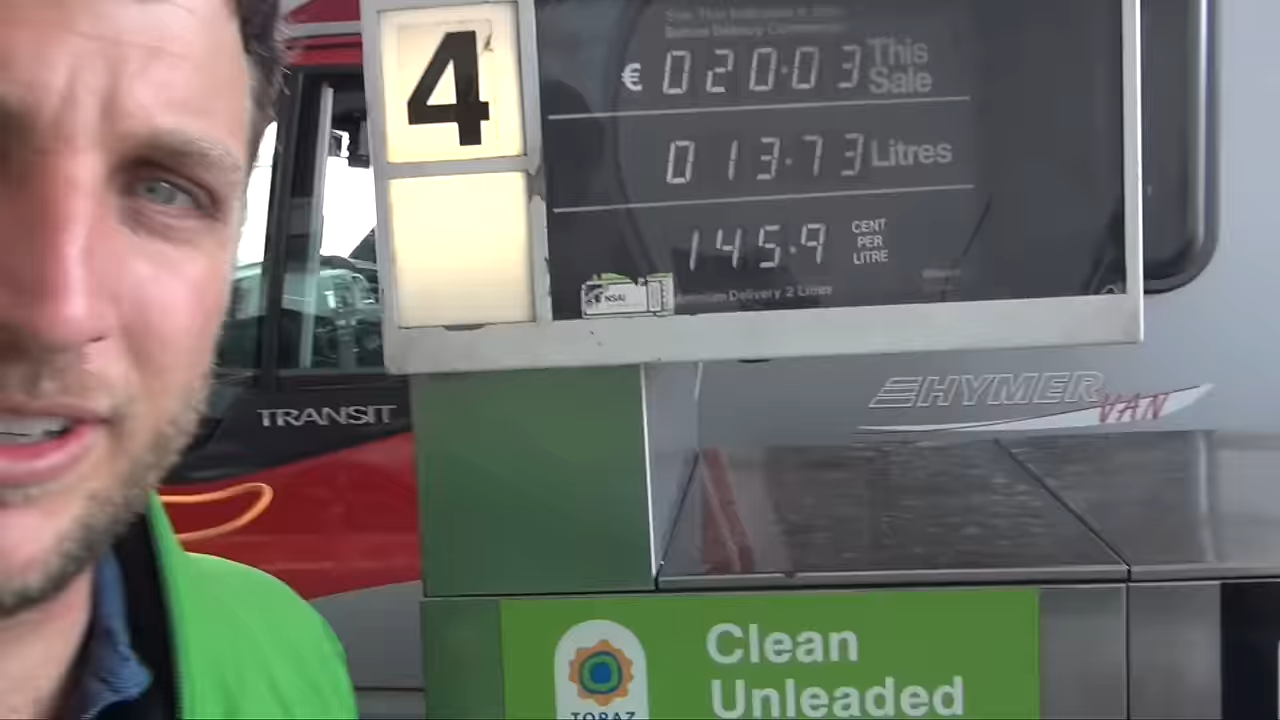 4
€ 020.03 This Sale
013.73 Litres
145.9 CENT PER LITRE
NSAI
Minimum Delivery 2 Litres
TRANSIT
HYMER
VAN
Clean
Unleaded
TOPAZ